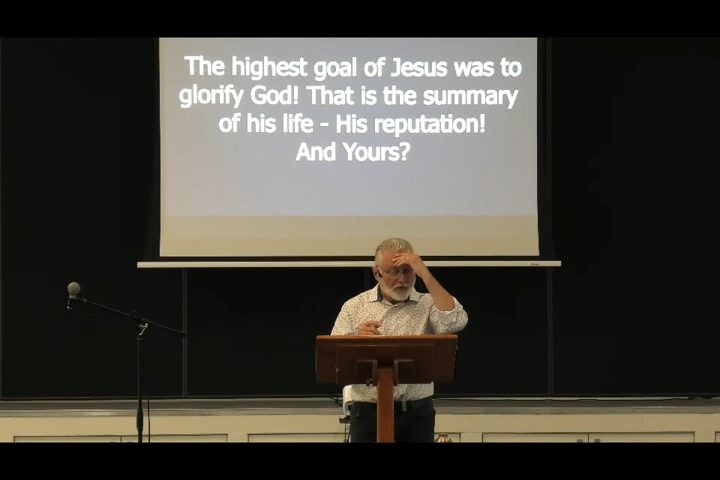 The highest goal of Jesus was to
glorify God! That is the summary
of his life - His reputation!
And Yours?